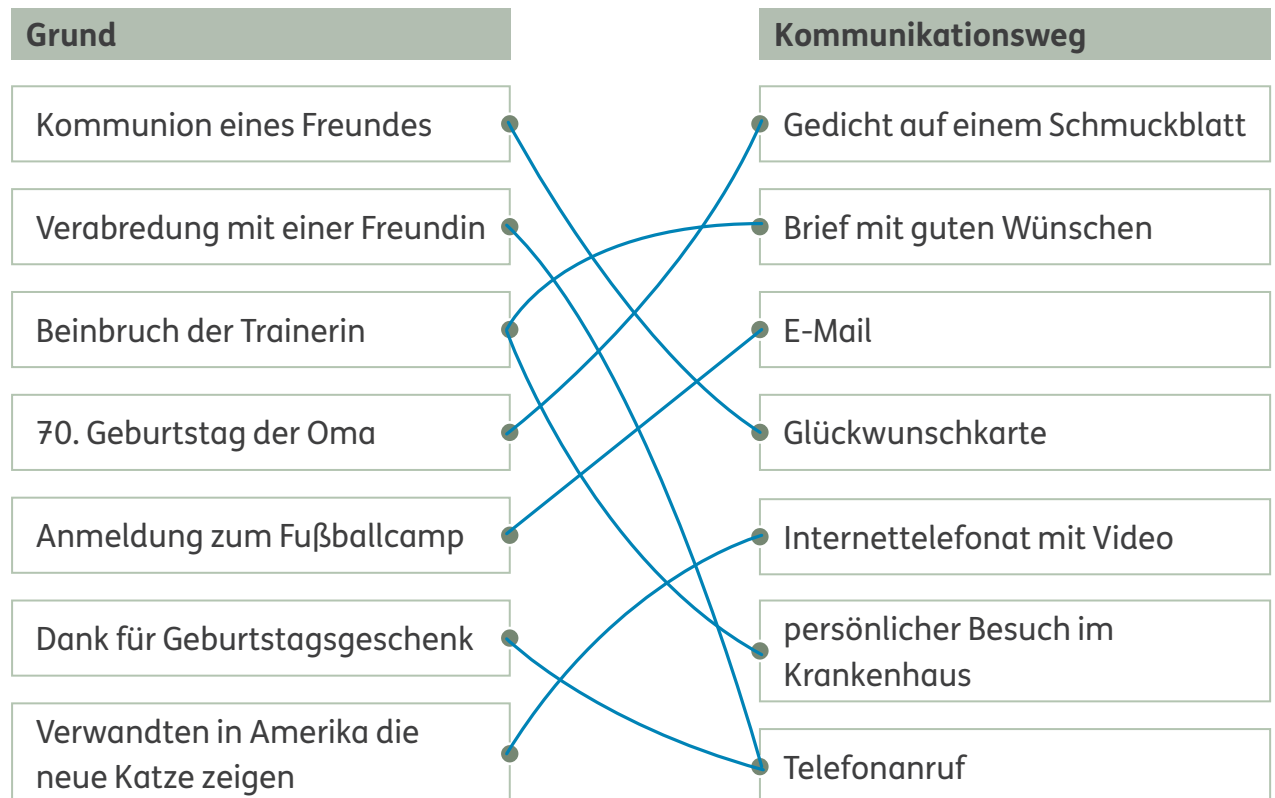 Grund
Kommunikationsweg
Kommunion eines Freundes
Gedicht auf einem Schmuckblatt
Verabredung mit einer Freundin
Brief mit guten Wünschen
Beinbruch der Trainerin
E-Mail
70. Geburtstag der Oma
Glückwunschkarte
Anmeldung zum Fußballcamp
Internettelefonat mit Video
Dank für Geburtstagsgeschenk
persönlicher Besuch im
Krankenhaus
Verwandten in Amerika die
neue Katze zeigen
Telefonanruf